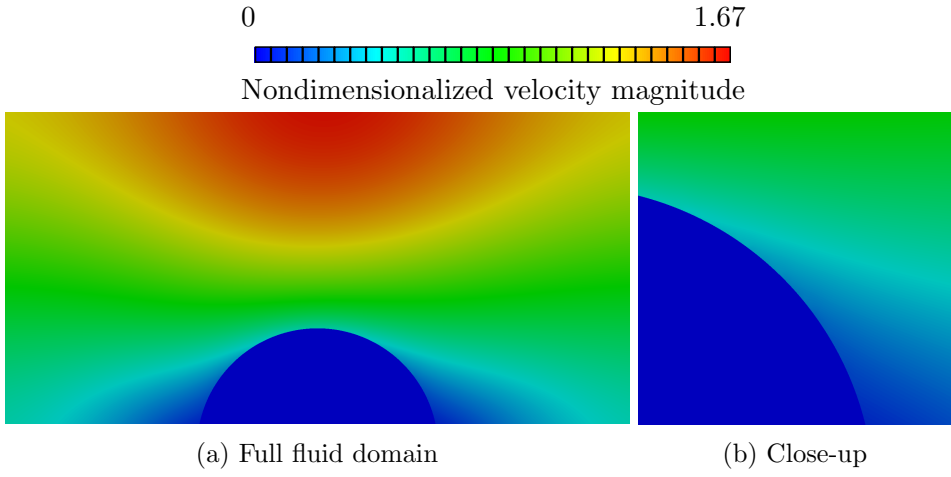 0 1.67
Nondimensionalized velocity magnitude
(a) Full fluid domain
(b) Close-up